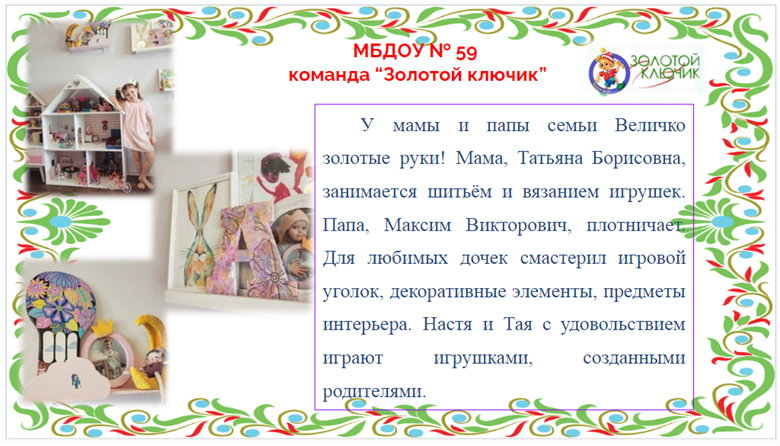 МБДОУ № 59
команда “Золотой ключик”
ЗОЛОТОЙ
КЛЮЧИК
У мамы и папы семьи Величко
золотые руки! Мама, Татьяна Борисовна,
занимается шитьём и вязанием игрушек.
Папа, Максим Викторович, плотничает.
Для любимых дочек смастерил игровой
уголок, декоративные элементы, предметы
интерьера. Настя и Тая с удовольствием
играют игрушками, созданными
родителями.
А